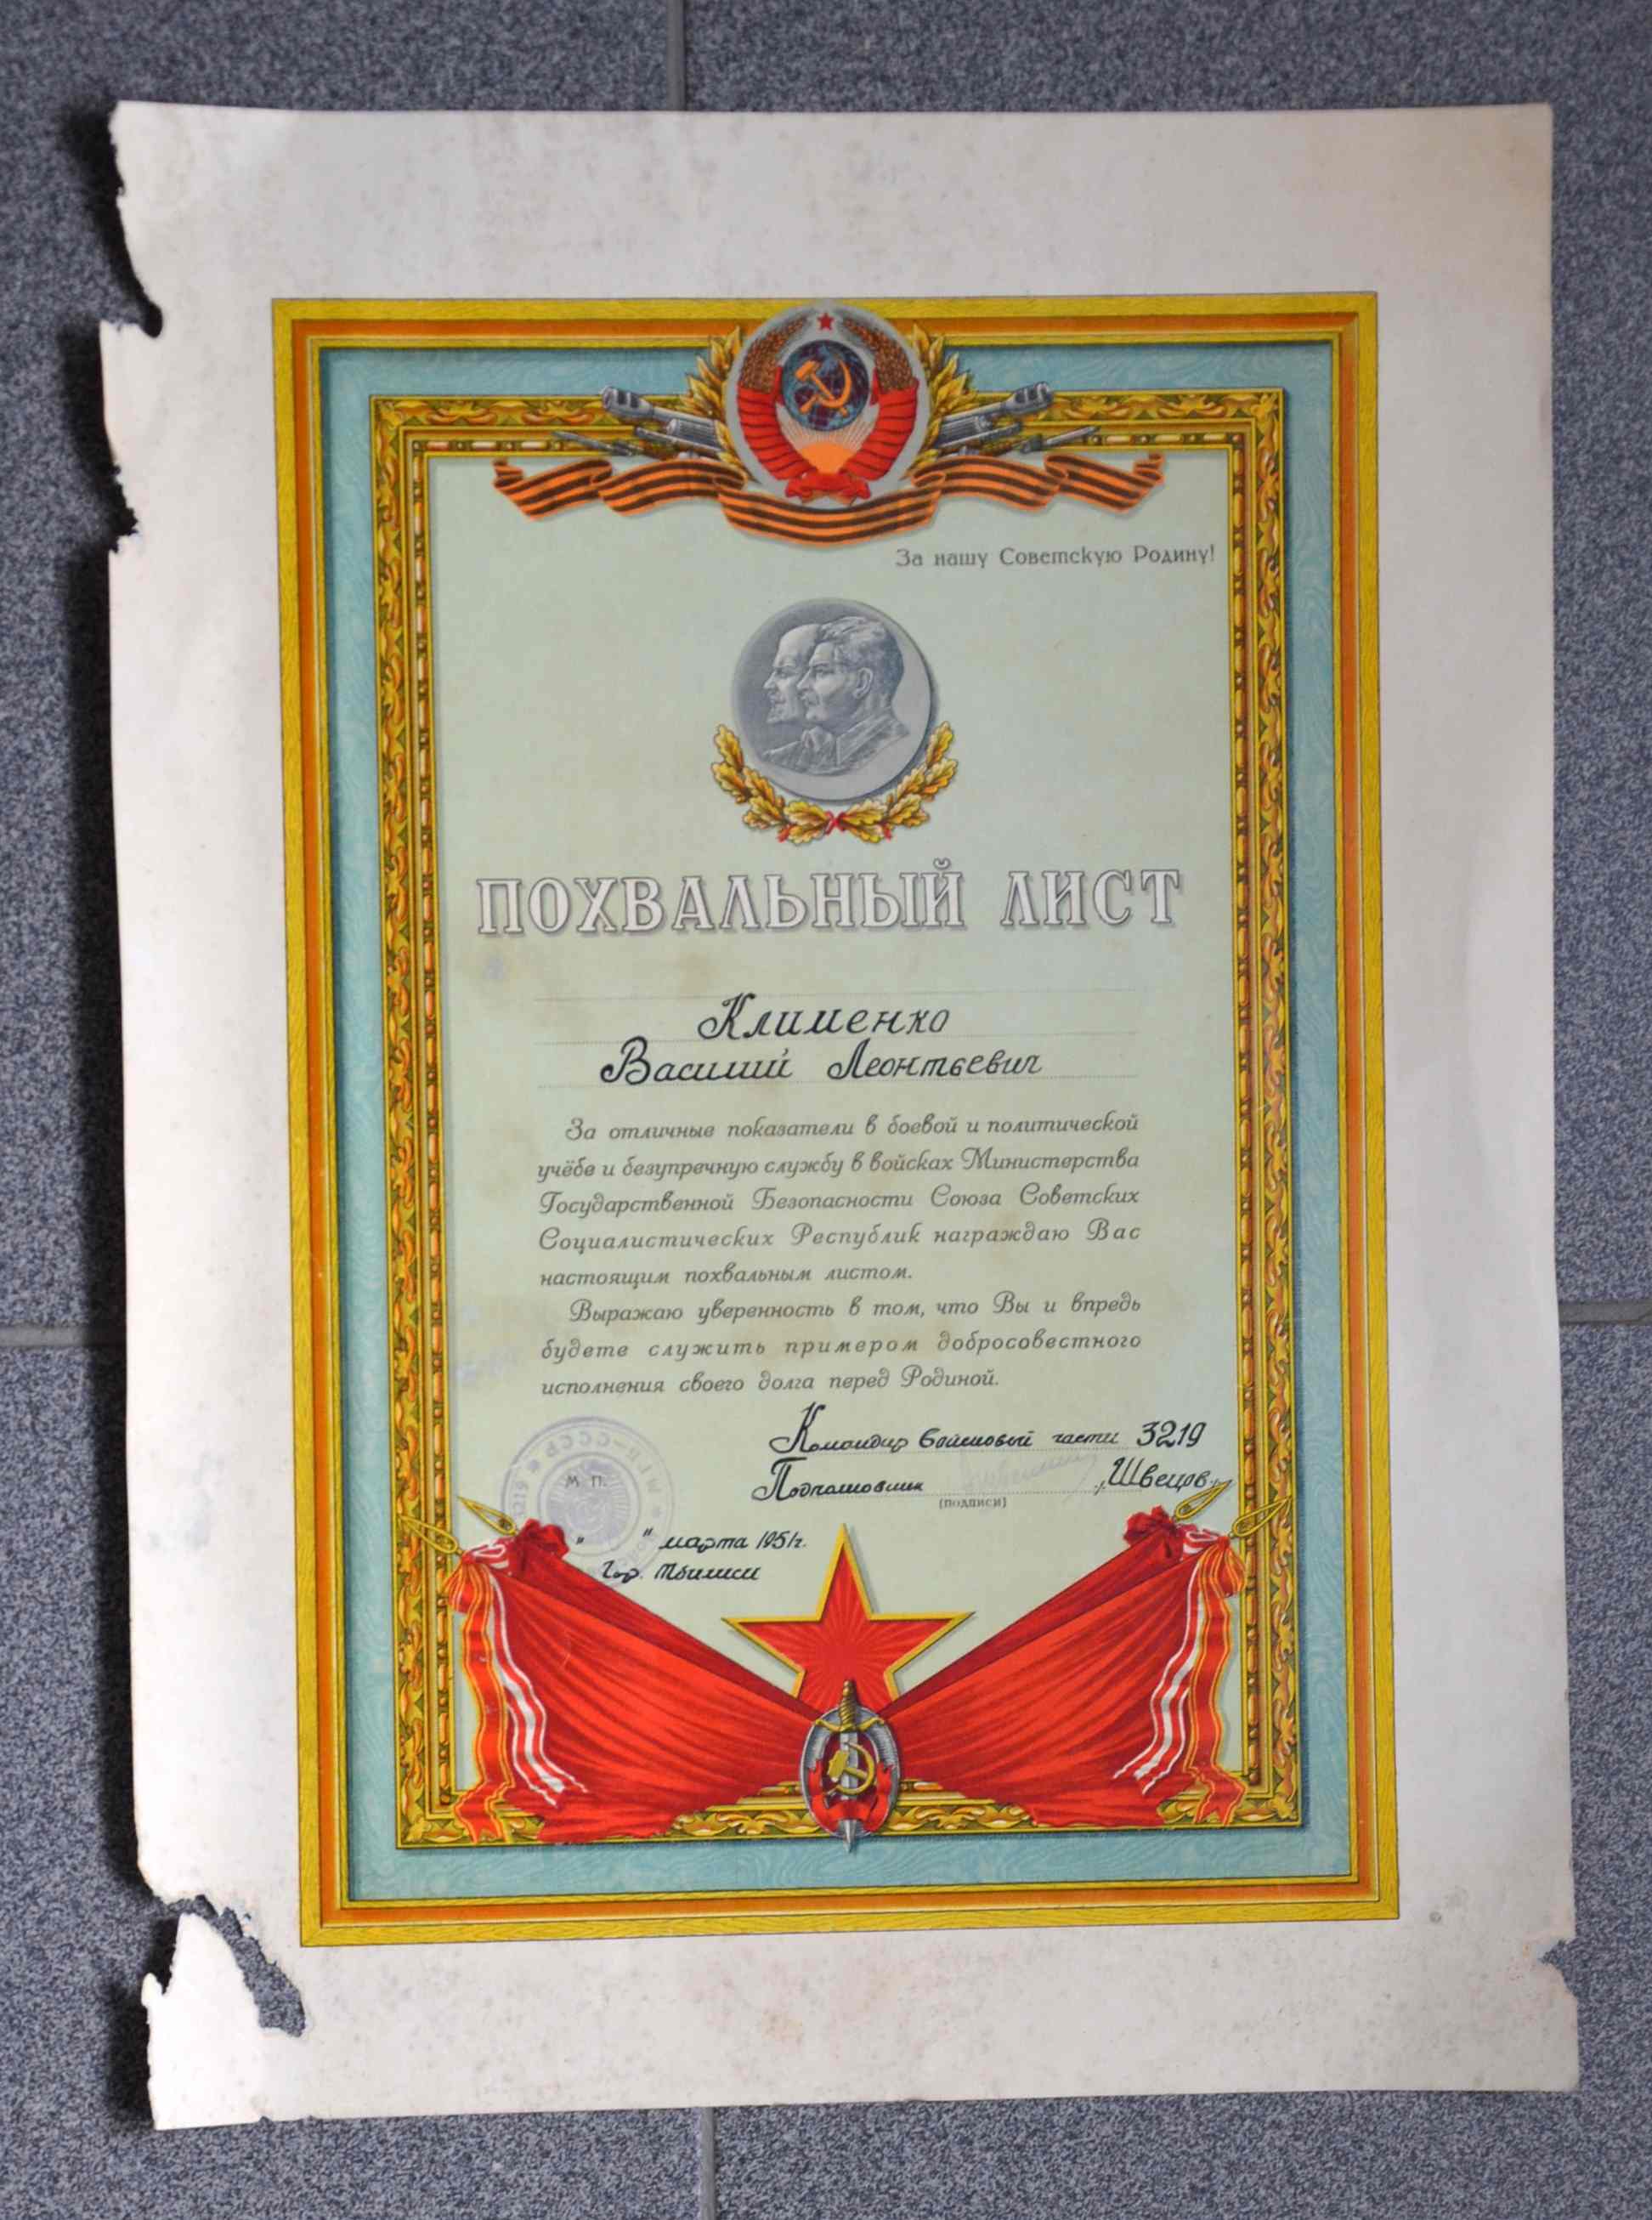 За нашу Советскую Родину!
ПОХВАЛЬНЫЙ ЛИСТ
Клименко
Василий Леонтьевич
За отличные показатели в боевой и политической
учёбе и безупречную службу в войсках Министерства
Государственной Безопасности Союза Советских
Социалистических Республик награждаю Вас
настоящим похвальным листом.
Выражаю уверенность в том, что Вы и впредь
будете служить примером добросовестного
исполнения своего долга перед Родиной.
Командир войсковой части 3219
Подполковник /Швецов/
(ПОДПИСИ)
М П.
" " марта 1951г.
Гор. Тбилиси